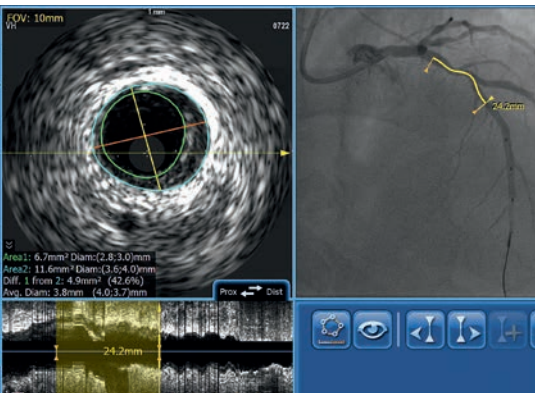 FOV: 10mm
1 mm
VH
0722
24.2mm
Area1: 6.7mm² Diam:(2.8;3.0)mm
Area2: 11.6mm² Diam:(3.6;4.0)mm
Diff. 1 from 2: 4.9mm² (42.6%)
Avg. Diam: 3.8mm (4.0;3.7)mm
Prox Dist
24.2mm